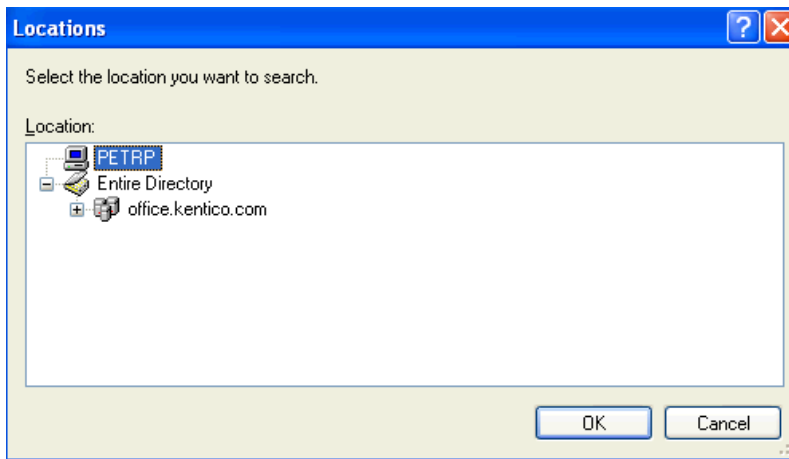 Locations
Select the location you want to search.
Location:
PETRP
Entire Directory
office.kentico.com
OK
Cancel